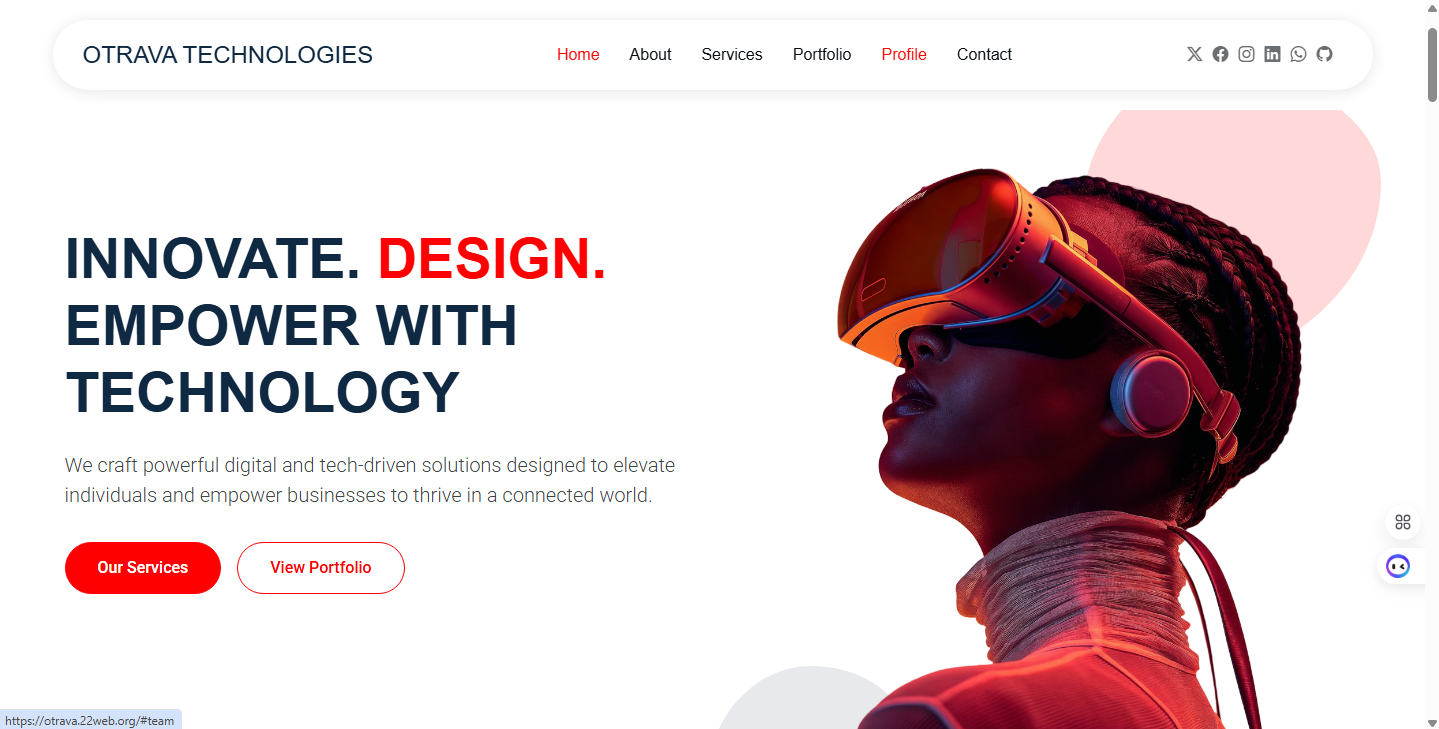 OTRAVA TECHNOLOGIES
Home About Services Portfolio Profile Contact
INNOVATE. DESIGN.
EMPOWER WITH
TECHNOLOGY
We craft powerful digital and tech-driven solutions designed to elevate
individuals and empower businesses to thrive in a connected world.
Our Services View Portfolio
https://otrava.22web.org/#team